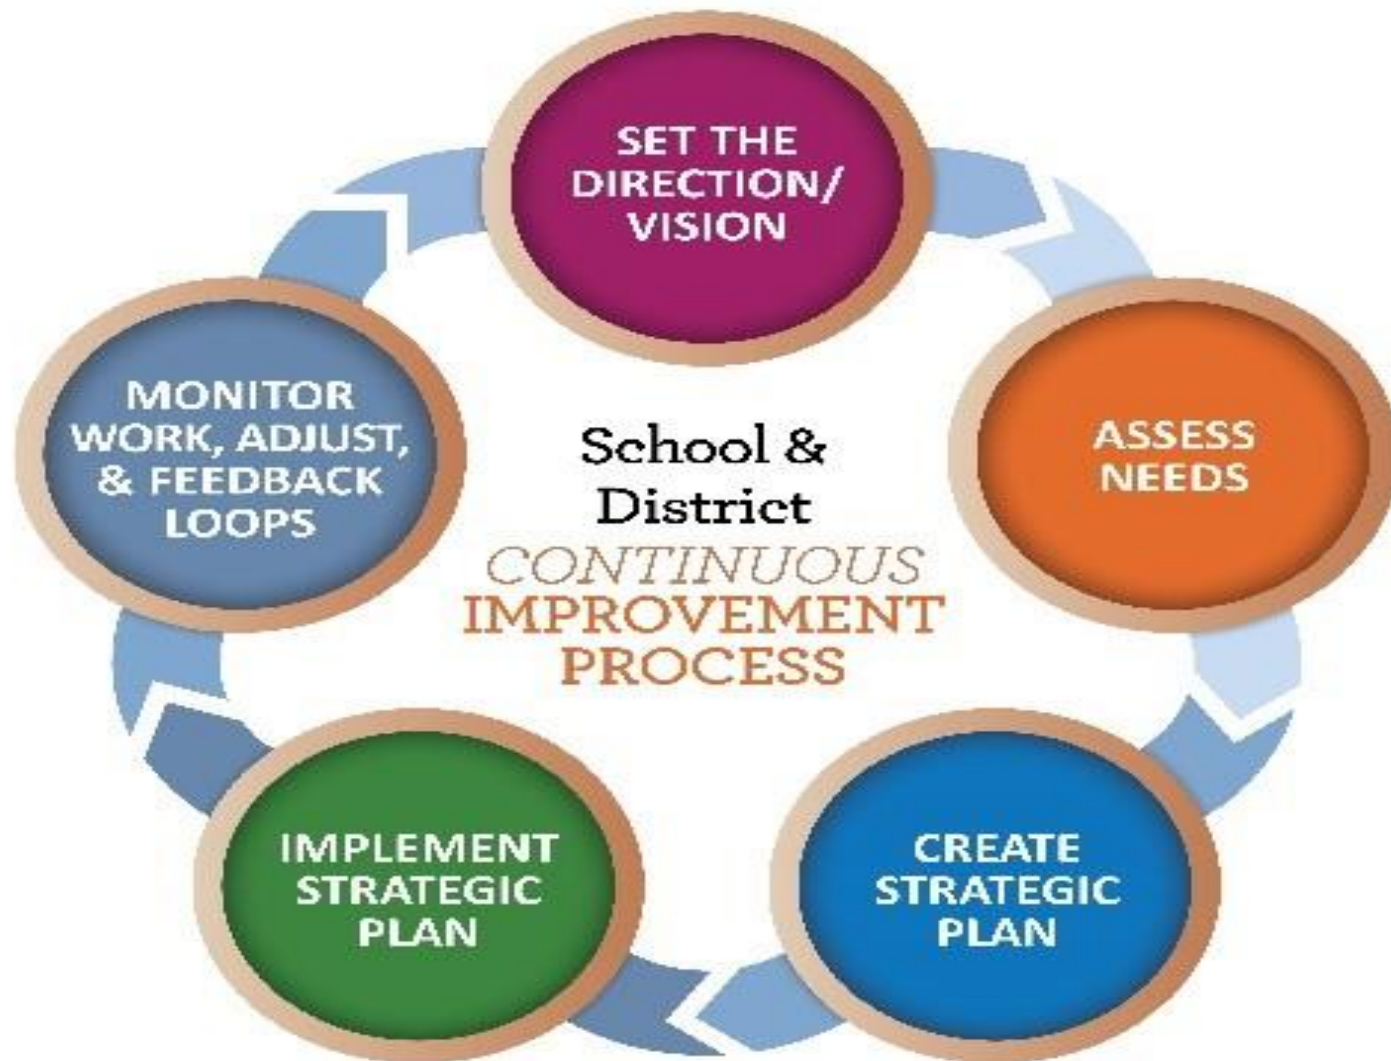 SET THE
DIRECTION/
VISION
ASSESS
NEEDS
CREATE
STRATEGIC
PLAN
IMPLEMENT
STRATEGIC
PLAN
MONITOR
WORK, ADJUST,
& FEEDBACK
LOOPS
School &
District
CONTINUOUS
IMPROVEMENT
PROCESS